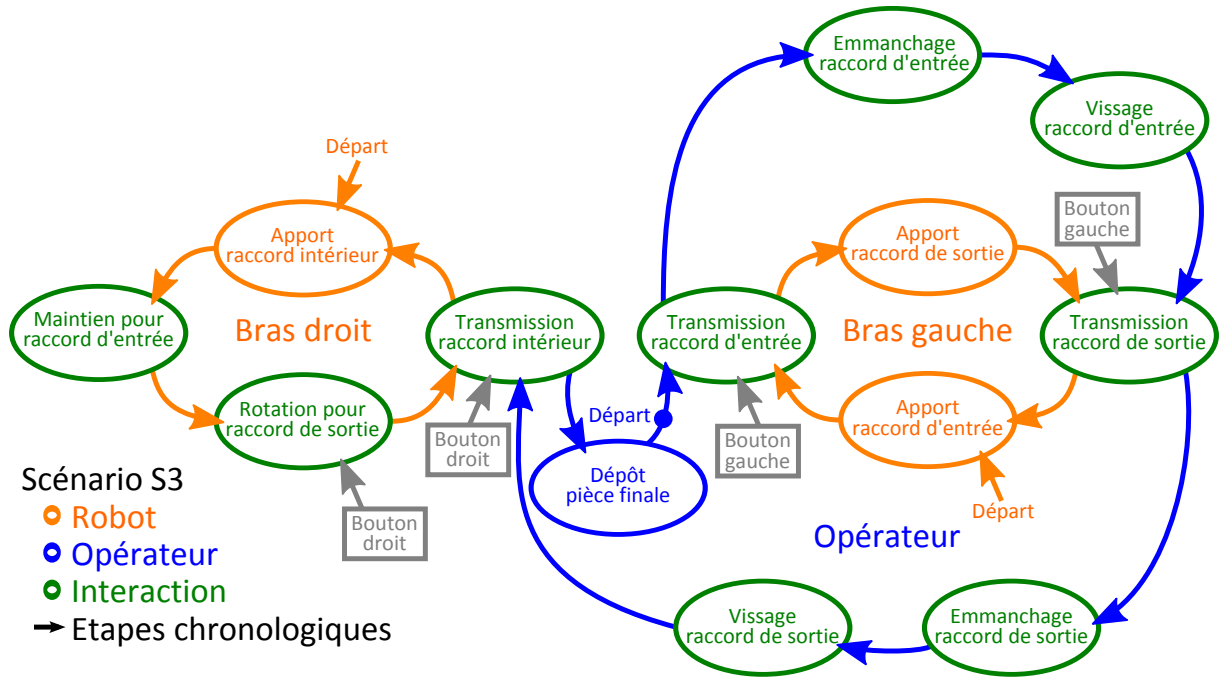 Emmanchage
raccord d'entrée
Vissage
raccord d'entrée
Départ
Bouton
gauche
Apport
raccord intérieur
Apport
raccord de sortie
Maintien pour
raccord d'entrée
Bras droit
Transmission
raccord intérieur
Transmission
raccord d'entrée
Bras gauche
Transmission
raccord de sortie
Rotation pour
raccord de sortie
Bouton
droit
Départ
Bouton
gauche
Apport
raccord d'entrée
Dépôt
pièce finale
Départ
Bouton
droit
Opérateur
Scénario S3
Robot
Opérateur
Interaction
Etapes chronologiques
Vissage
raccord de sortie
Emmanchage
raccord de sortie